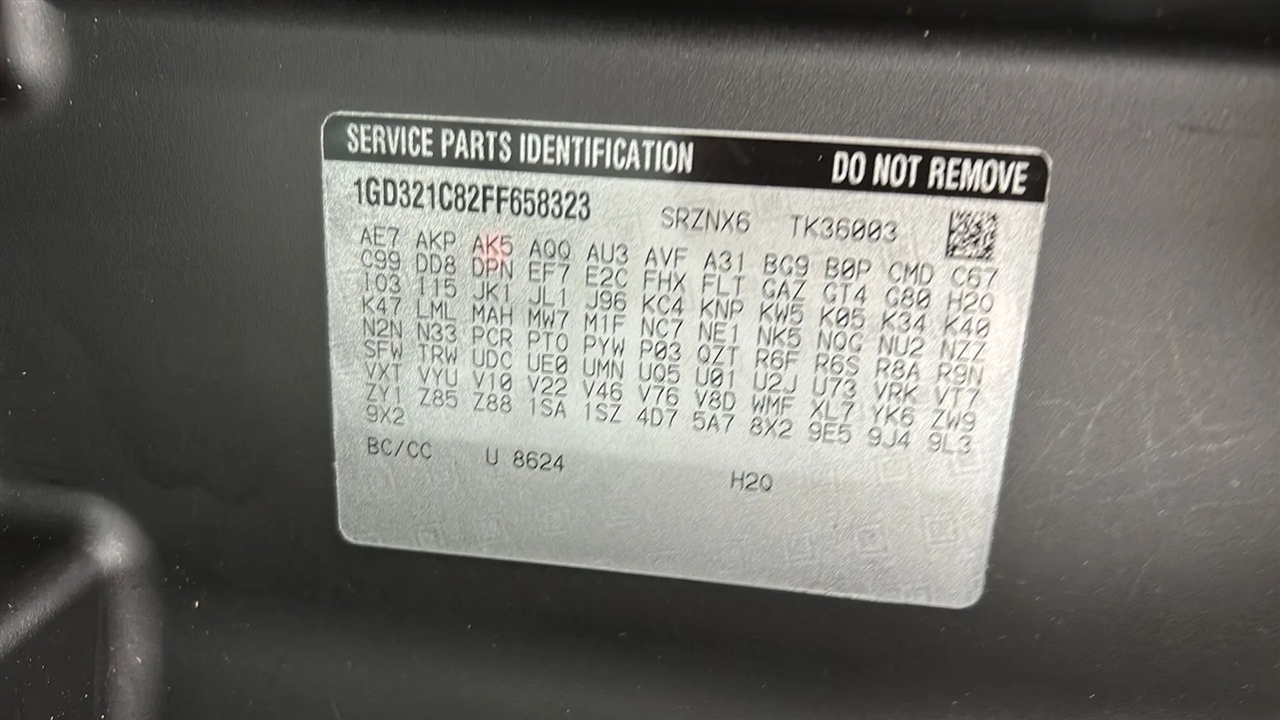 SERVICE PARTS IDENTIFICATION DO NOT REMOVE
1GD321C82FF658323 SRZNX6 TK36003
AE7 AKP AK5 AQQ AU3 AVF A31 BG9 B0P CMD C67
C99 DD8 DPN EF7 E2C FHX FLT GAZ GT4 G80 H2Q
I03 I15 JK1 JL1 J96 KC4 KNP KW5 K05 K34 K40
K47 LML MAH MW7 M1F NC7 NE1 NK5 NQG NU2 NZZ
N2N N33 PCR PTO PYW P03 QZT R6F R6S R8A R9N
SFW TRW UDC UE0 UMN UQ5 U01 U2J U73 VRK VT7
VXT VYU V10 V22 V46 V76 V8D WMF XL7 YK6 ZW9
ZY1 Z85 Z88 1SA 1SZ 4D7 5A7 8X2 9E5 9J4 9L3
9X2
BC/CC U 8624 H2Q